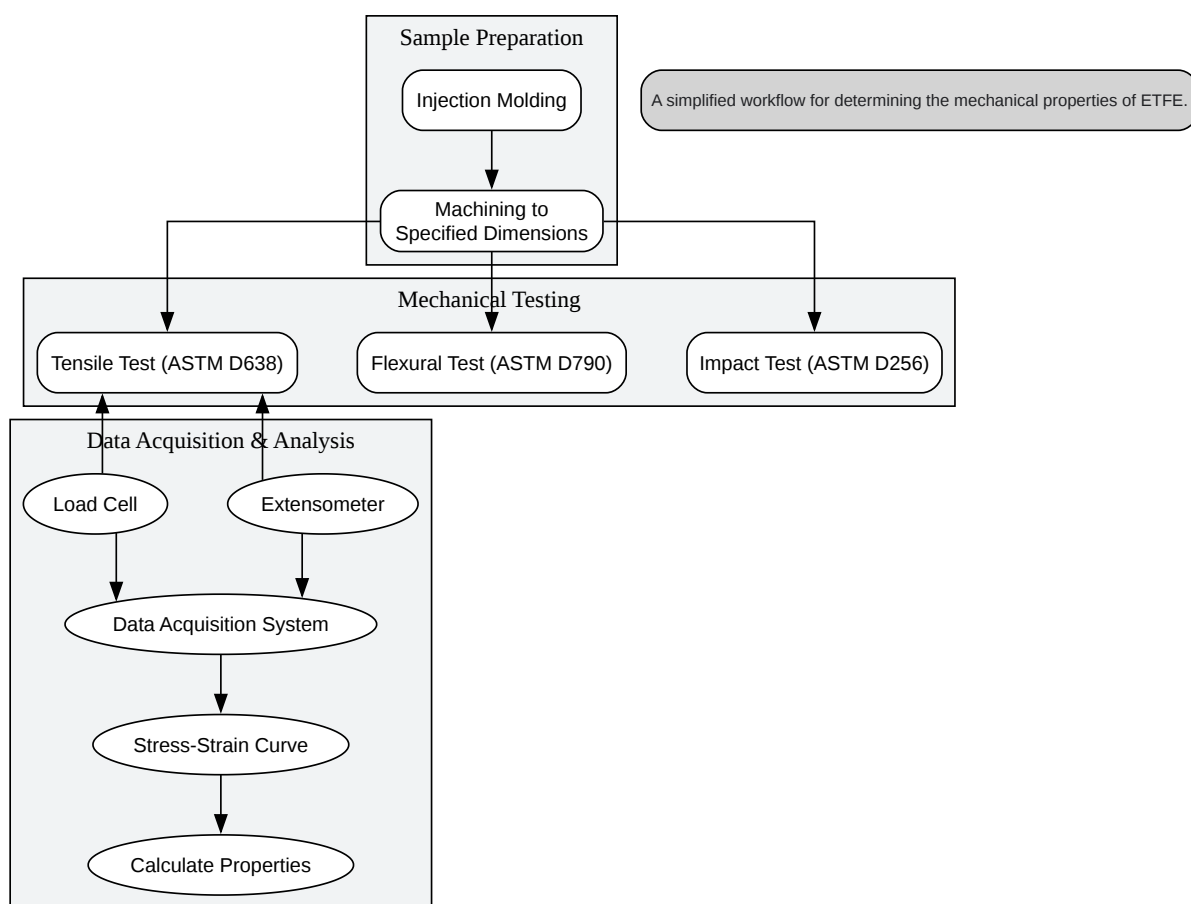 Sample Preparation
Injection Molding
A simplified workflow for determining the mechanical properties of ETFE.
Machining to
Specified Dimensions
Mechanical Testing
Tensile Test (ASTM D638)
Flexural Test (ASTM D790)
Impact Test (ASTM D256)
Data Acquisition & Analysis
Load Cell
Extensometer
Data Acquisition System
Stress-Strain Curve
Calculate Properties